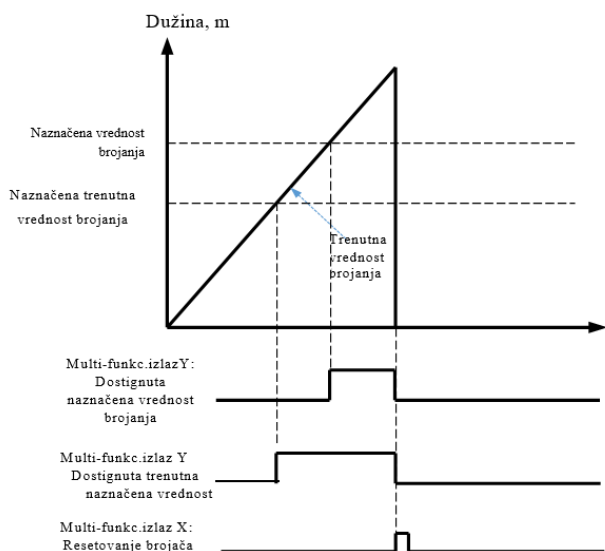 Dužina, m
Naznačena vrednost
brojanja
Naznačena trenutna
vrednost brojanja
Trenutna
vrednost
brojanja
Multi-funkc.izlazY:
Dostignuta
naznačena vrednost
brojanja
Multi-funkc.izlaz Y
Dostignuta trenutna
naznačena vrednost
Multi-funkc.izlaz X:
Resetovanje brojača